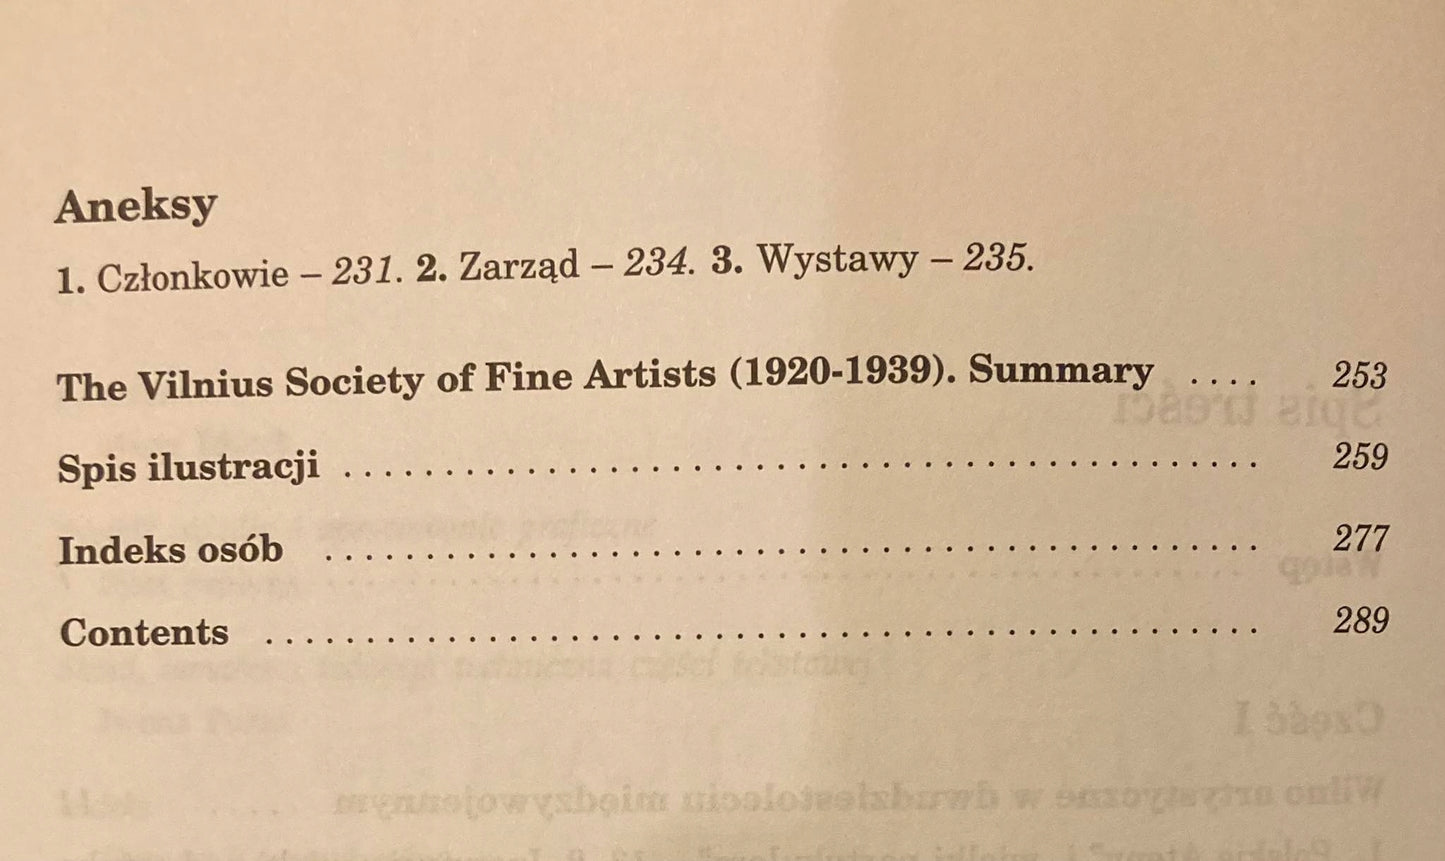 Aneksy
1. Członkowie – 231. 2. Zarząd – 234. 3. Wystawy – 235.
The Vilnius Society of Fine Artists (1920-1939). Summary .... 253
Spis ilustracji .............................................. 259
Indeks osób ............................................... 277
Contents .................................................. 289